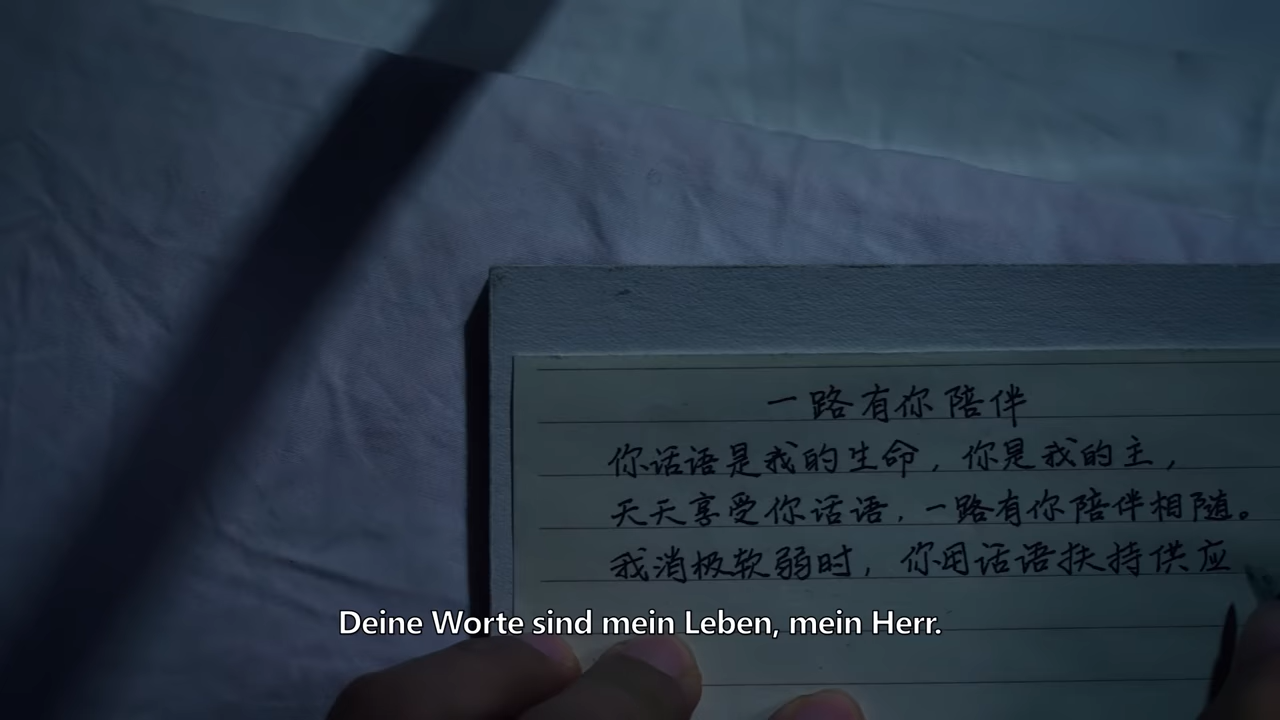 一路有你陪伴
你话语是我的生命，你是我的主，
天天享受你话语，一路有你陪伴相随。
我消极软弱时，你用话语扶持供应
Deine Worte sind mein Leben, mein Herr.